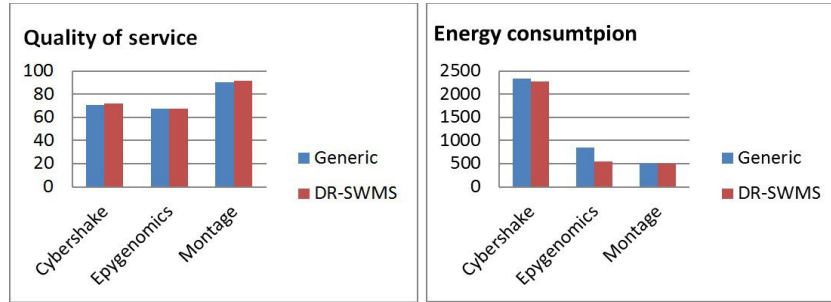 Quality of service
100
80
60
40
20
0
Cybershake
Epygenomics
Montage
Generic
DR-SWMS
Energy consumtpion
2500
2000
1500
1000
500
0
Cybershake
Epygenomics
Montage
Generic
DR-SWMS